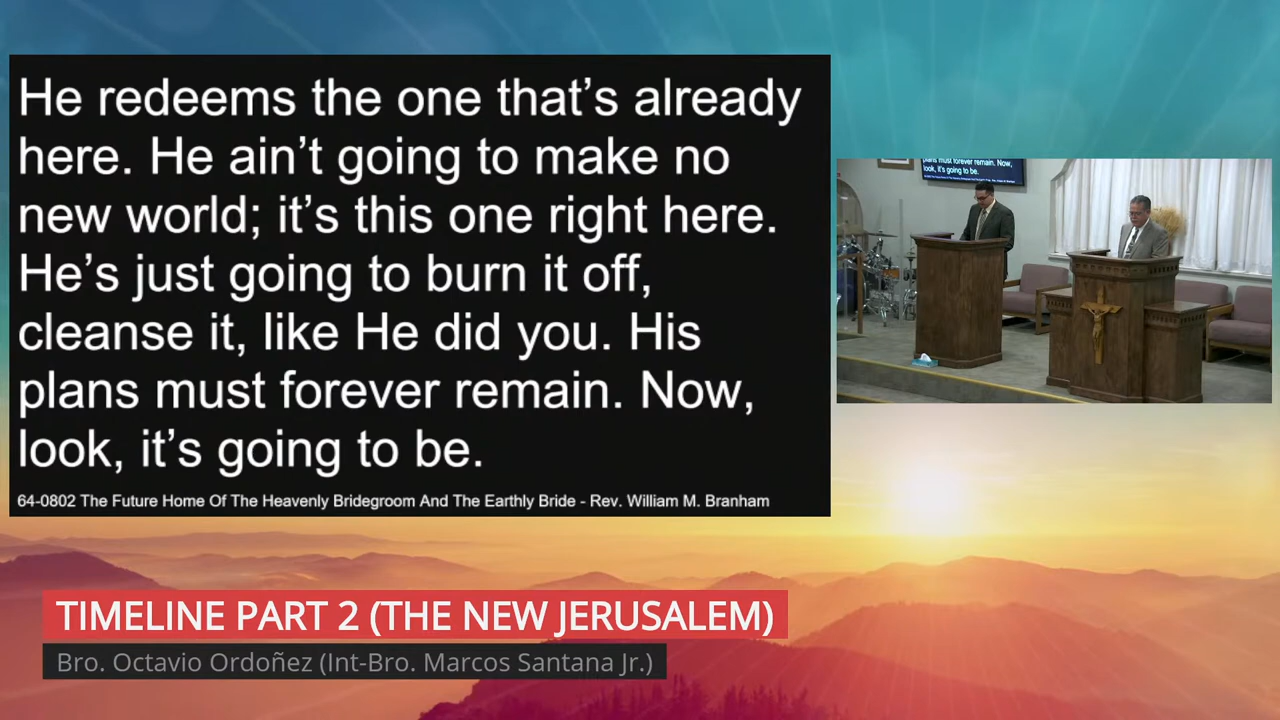 He redeems the one that’s already
here. He ain’t going to make no
new world; it’s this one right here.
He’s just going to burn it off,
cleanse it, like He did you. His
plans must forever remain. Now,
look, it’s going to be.
64-0802 The Future Home Of The Heavenly Bridegroom And The Earthly Bride - Rev. William M. Branham
plans must forever remain. Now,
look, it's going to be.
TIMELINE PART 2 (THE NEW JERUSALEM)
Bro. Octavio Ordoñez (Int-Bro. Marcos Santana Jr.)